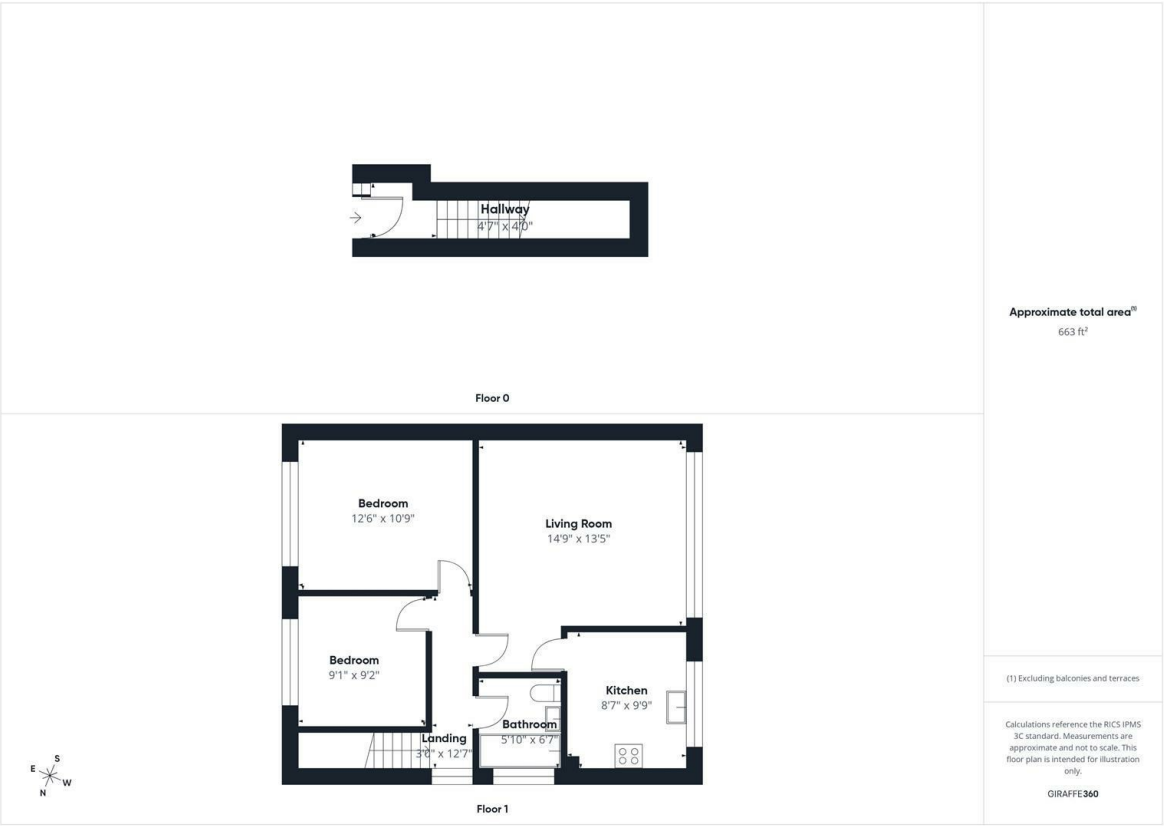 Hallway
4'7" x 4'0"
Floor 0
Approximate total area(1)
663 ft²
Bedroom
12'6" x 10'9"
Living Room
14'9" x 13'5"
Bedroom
9'1" x 9'2"
Kitchen
8'7" x 9'9"
Bathroom
5'10" x 6'7"
Landing
3'0" x 12'7"
S
E
W
N
Floor 1
(1) Excluding balconies and terraces
Calculations reference the RICS IPMS
3C standard. Measurements are
approximate and not to scale. This
floor plan is intended for illustration
only.
GIRAFFE360